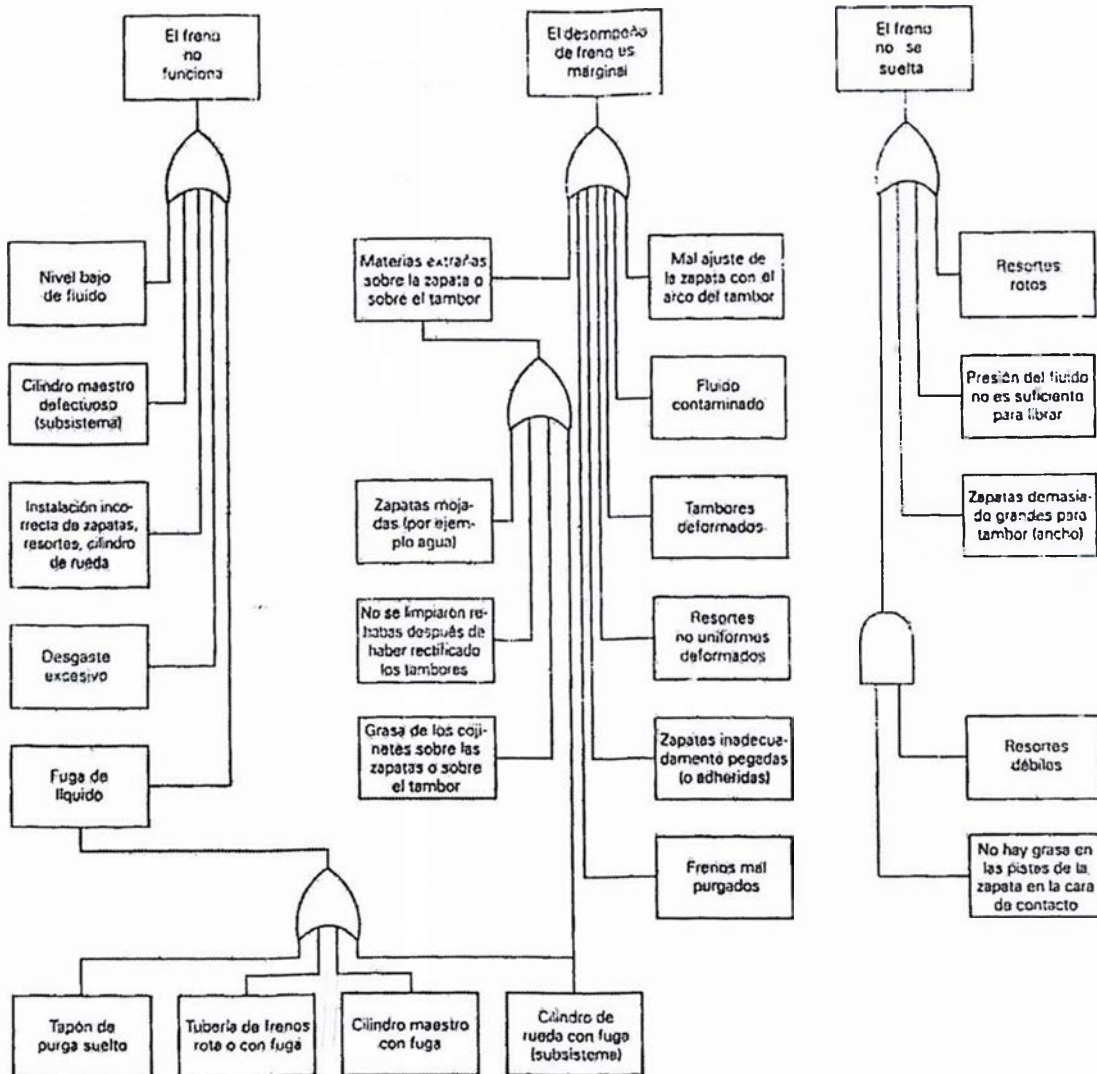 El freno
no
funciona
El desempeño
de freno es
marginal
El freno
no se
suelta
Nivel bajo
de fluido
Cilindro maestro
defectuoso
(subsistema)
Instalación inco-
rrecta de zapatas,
resortes, cilindro
de rueda
Desgaste
excesivo
Fuga de
líquido
Materias extrañas
sobre la zapata o
sobre el tambor
Zapatas moja-
das (por ejem-
plo agua)
No se limpiaron re-
babas después de
haber rectificado
los tambores
Grasa de los coji-
netes sobre las
zapatas o sobre
el tambor
Mal ajuste de
la zapata con el
arco del tambor
Fluido
contaminado
Tambores
deformados
Resortes
no uniformes
deformados
Zapatas inadecua-
damente pegadas
(o adheridas)
Frenos mal
purgados
Resortes
rotos
Presión del fluido
no es suficiente
para librar
Zapatas demasia-
do grandes para
tambor (ancho)
Resortes
débiles
No hay grasa en
las pistas de la
zapata en la cara
de contacto
Tapón de
purga suelto
Tubería de frenos
rota o con fuga
Cilindro maestro
con fuga
Cilindro de
rueda con fuga
(subsistema)